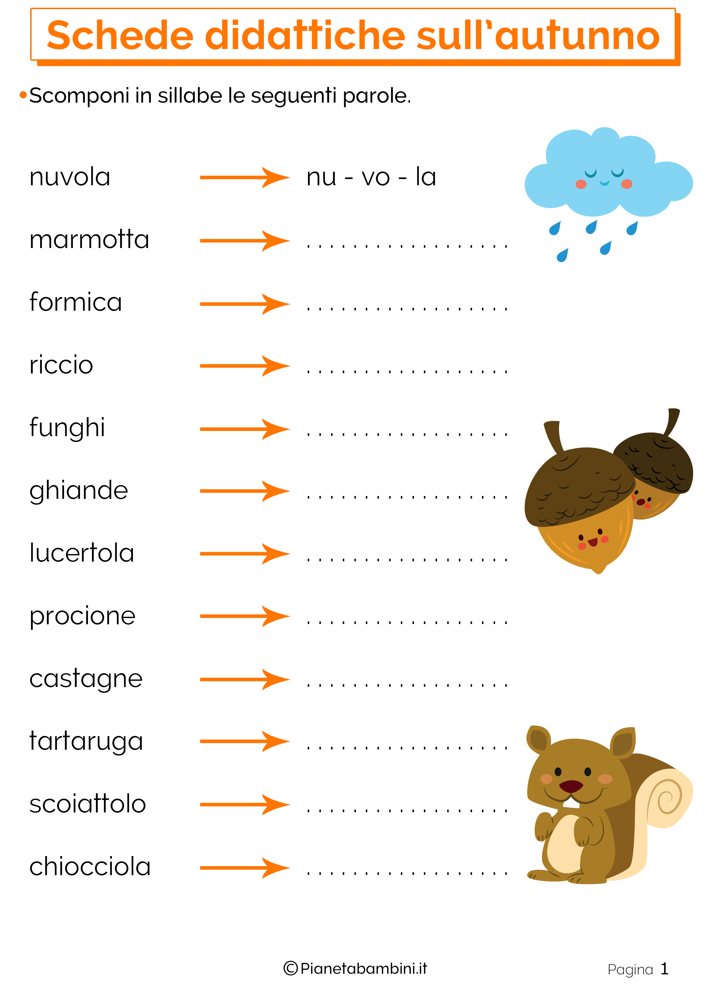 Schede didattiche sull'autunno
•Scomponi in sillabe le seguenti parole.
nuvola nu - vo - la
marmotta . . . . . . . . . . . . . . . . . .
formica . . . . . . . . . . . . . . . . . .
riccio . . . . . . . . . . . . . . . . . .
funghi . . . . . . . . . . . . . . . . . .
ghiande . . . . . . . . . . . . . . . . . .
lucertola . . . . . . . . . . . . . . . . . .
procione . . . . . . . . . . . . . . . . . .
castagne . . . . . . . . . . . . . . . . . .
tartaruga . . . . . . . . . . . . . . . . . .
scoiattolo . . . . . . . . . . . . . . . . . .
chiocciola . . . . . . . . . . . . . . . . . .
©Pianetabambini.it Pagina 1